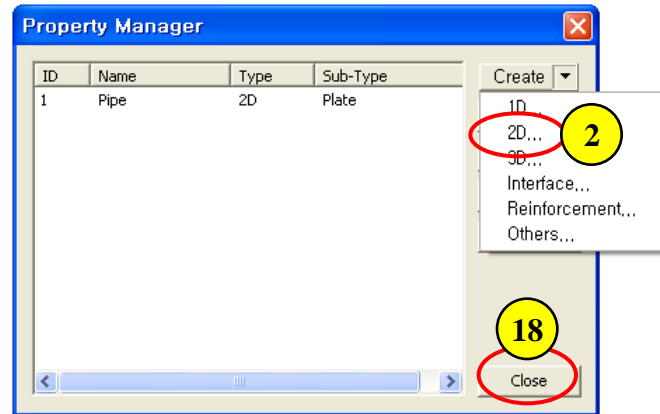 Property Manager
ID Name Type Sub-Type
1 Pipe 2D Plate
Create
1D...
2D...
2
3D...
Interface...
Reinforcement...
Others...
18
Close